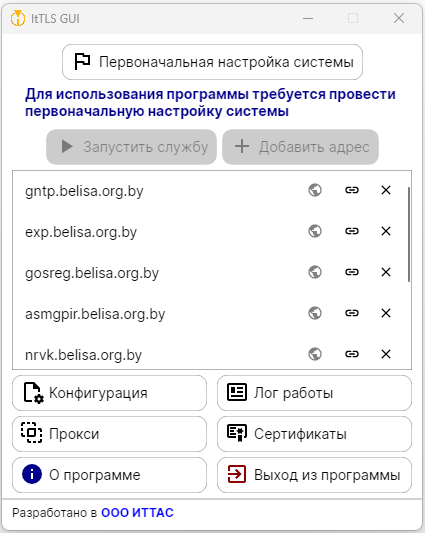 ItTLS GUI
Первоначальная настройка системы
Для использования программы требуется провести
первоначальную настройку системы
Запустить службу
Добавить адрес
gntp.belisa.org.by
exp.belisa.org.by
gosreg.belisa.org.by
asmgpir.belisa.org.by
nrvk.belisa.org.by
Конфигурация
Лог работы
Прокси
Сертификаты
О программе
Выход из программы
Разработано в ООО ИТТАС